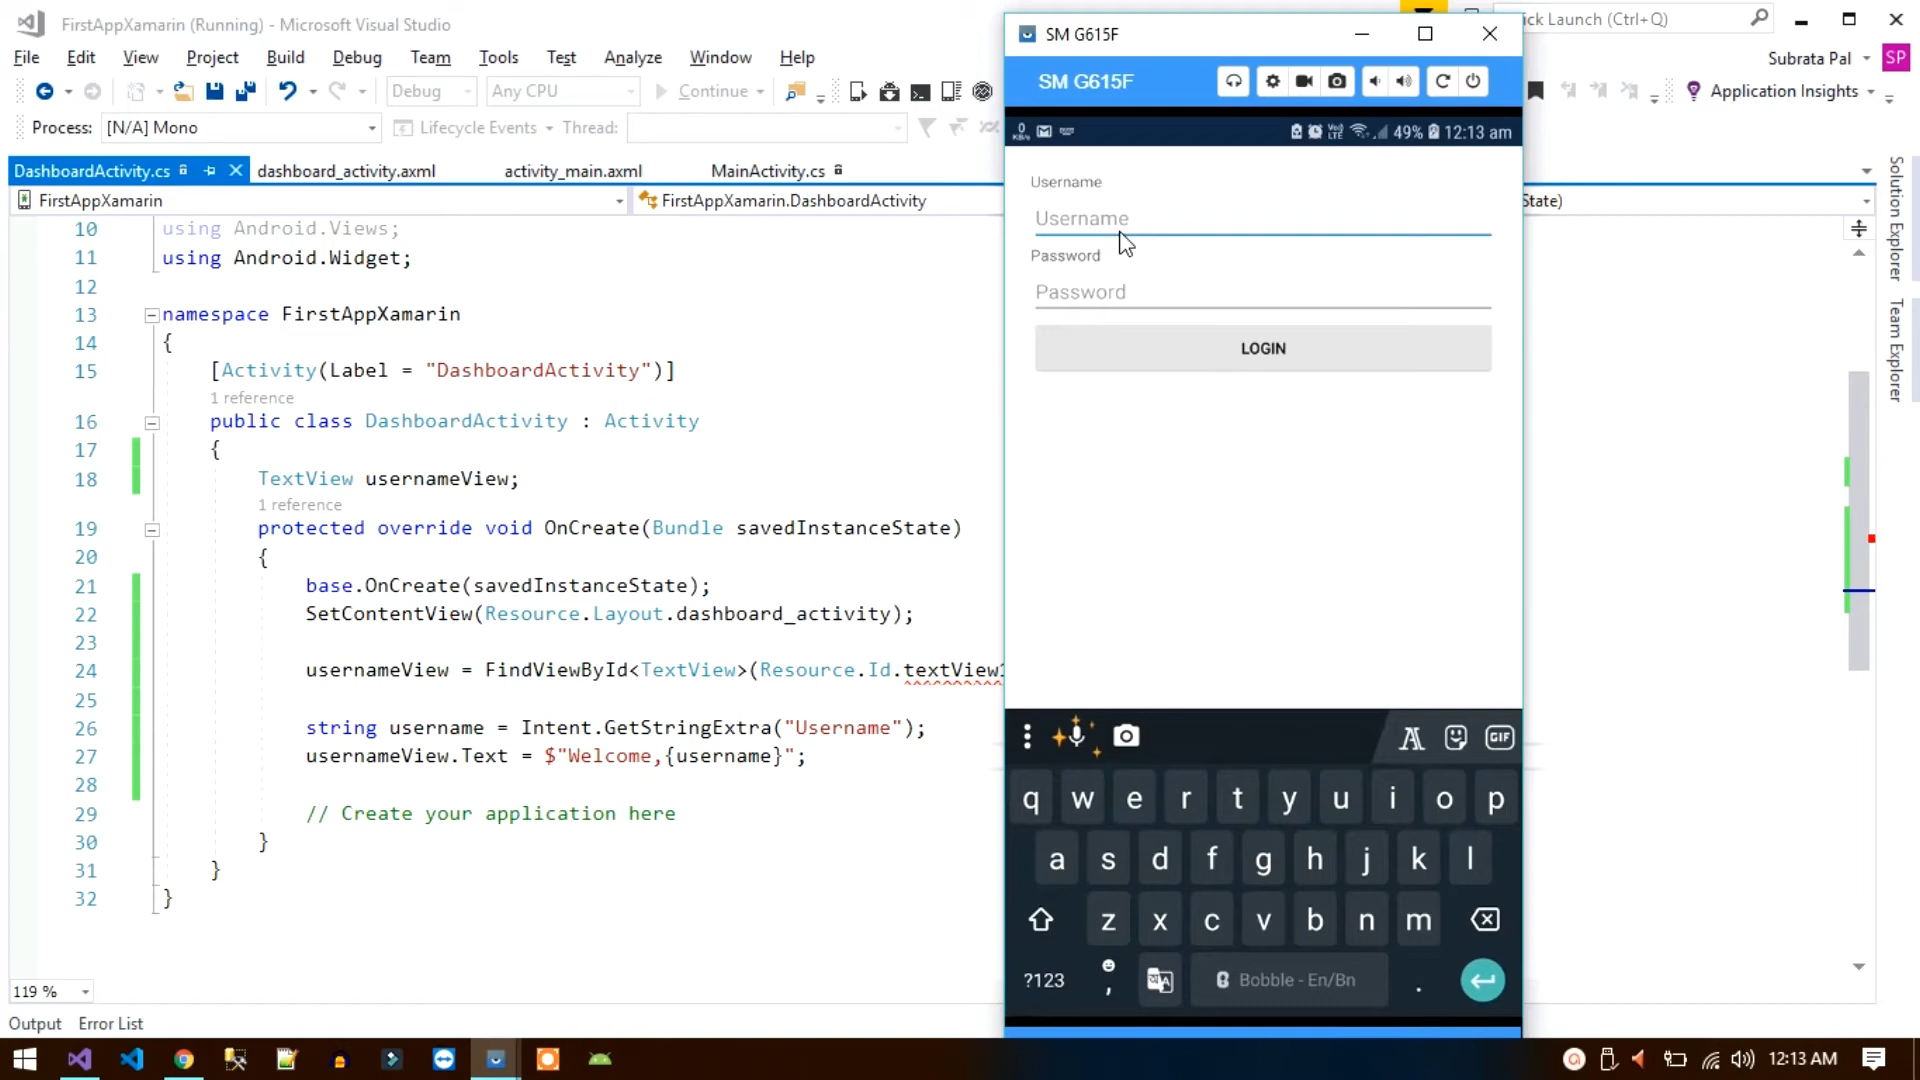 FirstAppXamarin (Running) - Microsoft Visual Studio
ick Launch (Ctrl+Q)
File Edit View Project Build Debug Team Tools Test Analyze Window Help
Subrata Pal SP
Debug Any CPU Continue
Application Insights
Process: [N/A] Mono Lifecycle Events Thread:
DashboardActivity.cs dashboard_activity.axml activity_main.axml MainActivity.cs
FirstAppXamarin FirstAppXamarin.DashboardActivity State)
10 using Android.Views;
11 using Android.Widget;
12
13 namespace FirstAppXamarin
14 {
15 [Activity(Label = "DashboardActivity")]
1 reference
16 public class DashboardActivity : Activity
17 {
18 TextView usernameView;
1 reference
19 protected override void OnCreate(Bundle savedInstanceState)
20 {
21 base.OnCreate(savedInstanceState);
22 SetContentView(Resource.Layout.dashboard_activity);
23
24 usernameView = FindViewById<TextView>(Resource.Id.textView1
25
26 string username = Intent.GetStringExtra("Username");
27 usernameView.Text = $"Welcome,{username}";
28
29 // Create your application here
30 }
31 }
32 }
119 %
Output Error List
SM G615F
SM G615F
0 KB/s VoLTE 49% 12:13 am
Username
Username
Password
Password
LOGIN
GIF
q w e r t y u i o p
a s d f g h j k l
z x c v b n m
?123 , Bobble - En/Bn .
Solution Explorer
Team Explorer
12:13 AM